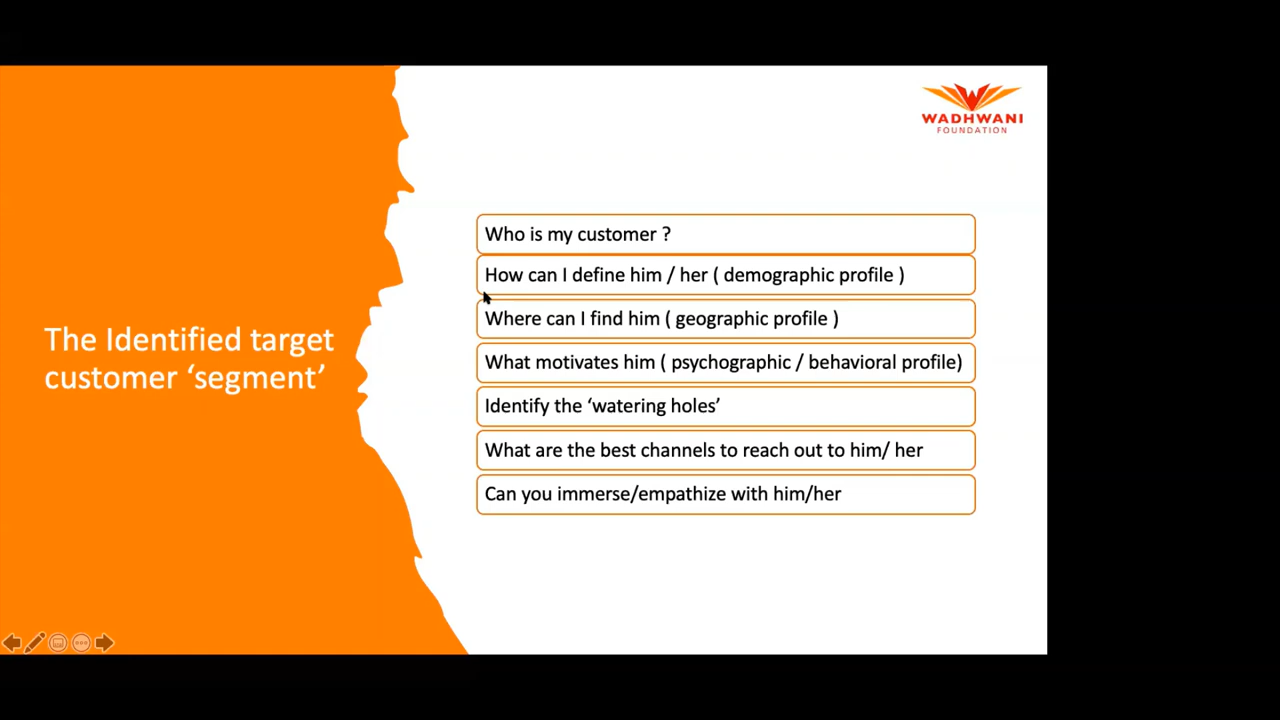 WADHWANI
FOUNDATION
The Identified target
customer ‘segment’
Who is my customer ?
How can I define him / her ( demographic profile )
Where can I find him ( geographic profile )
What motivates him ( psychographic / behavioral profile)
Identify the ‘watering holes’
What are the best channels to reach out to him/ her
Can you immerse/empathize with him/her